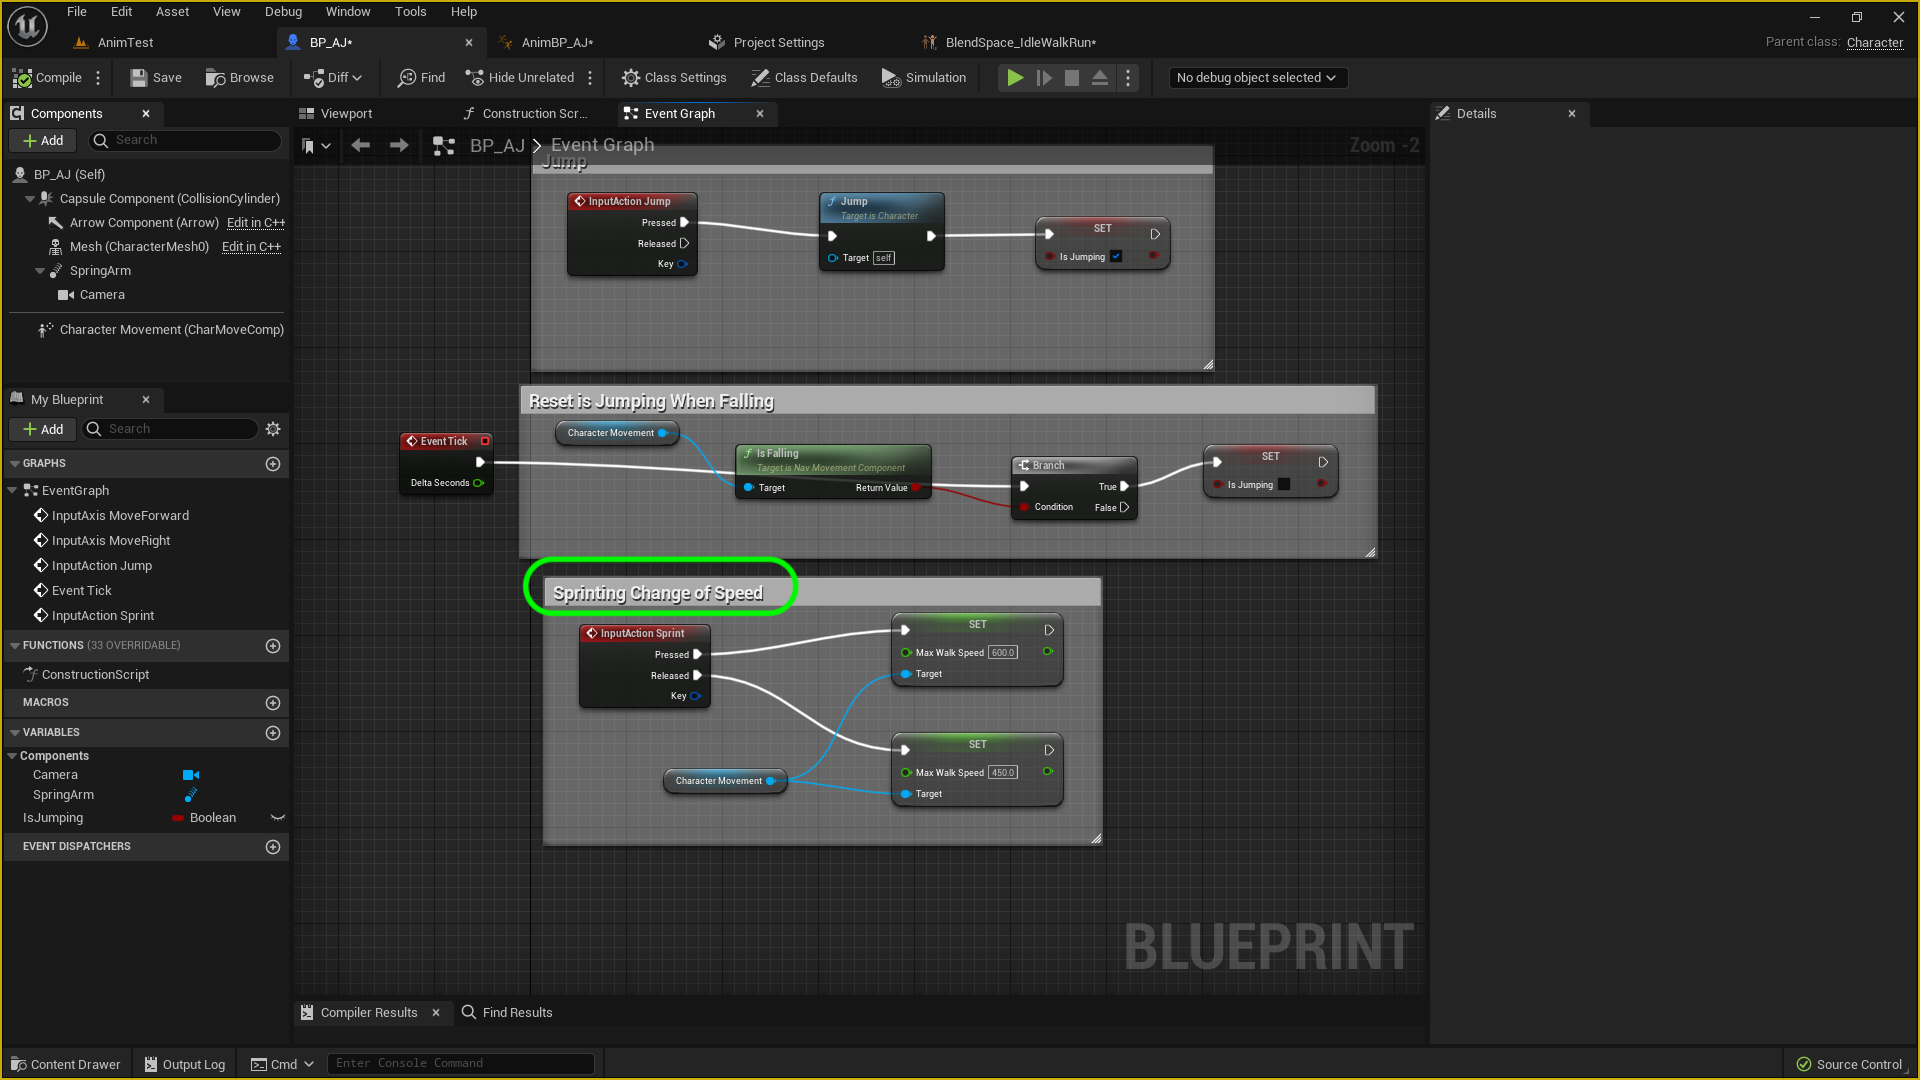 File Edit Asset View Debug Window Tools Help
AnimTest BP_AJ* AnimBP_AJ* Project Settings BlendSpace_IdleWalkRun*
Parent class: Character
Compile Save Browse Diff Find Hide Unrelated Class Settings Class Defaults Simulation No debug object selected
Components
Add Search
BP_AJ (Self)
Capsule Component (CollisionCylinder)
Arrow Component (Arrow) Edit in C++
Mesh (CharacterMesh0) Edit in C++
SpringArm
Camera
Character Movement (CharMoveComp)
My Blueprint
Add Search
GRAPHS
EventGraph
InputAxis MoveForward
InputAxis MoveRight
InputAction Jump
Event Tick
InputAction Sprint
FUNCTIONS (33 OVERRIDABLE)
ConstructionScript
MACROS
VARIABLES
Components
Camera
SpringArm
IsJumping Boolean
EVENT DISPATCHERS
Viewport Construction Scr... Event Graph
BP_AJ > Event Graph
Zoom -2
Jump
InputAction Jump
Pressed
Released
Key
Jump
Target is Character
Target self
SET
Is Jumping
Reset is Jumping When Falling
Event Tick
Delta Seconds
Character Movement
Is Falling
Target is Nav Movement Component
Target Return Value
Branch
True
Condition False
SET
Is Jumping
Sprinting Change of Speed
InputAction Sprint
Pressed
Released
Key
SET
Max Walk Speed 600.0
Target
Character Movement
SET
Max Walk Speed 450.0
Target
BLUEPRINT
Details
Compiler Results Find Results
Content Drawer Output Log Cmd Enter Console Command Source Control